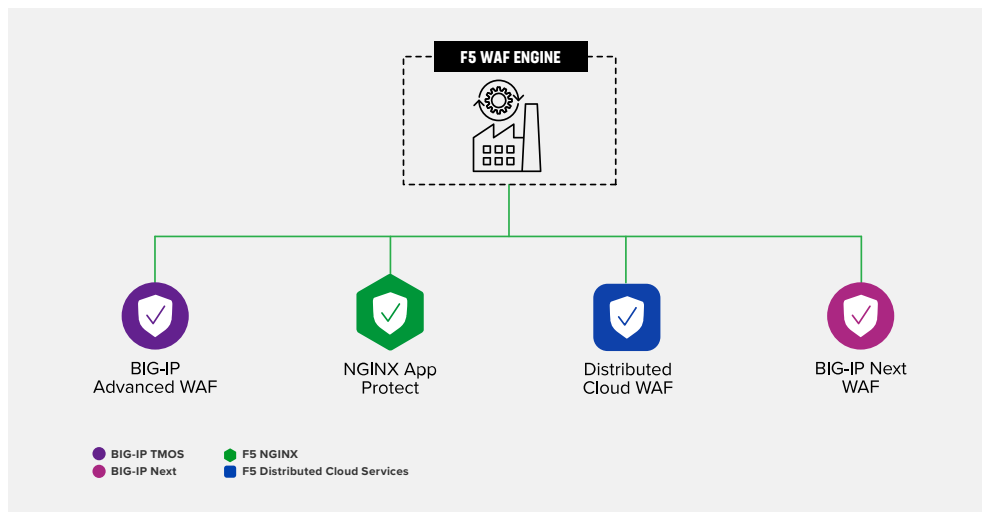 F5 WAF ENGINE
BIG-IP
Advanced WAF
NGINX App
Protect
Distributed
Cloud WAF
BIG-IP Next
WAF
BIG-IP TMOS
BIG-IP Next
F5 NGINX
F5 Distributed Cloud Services